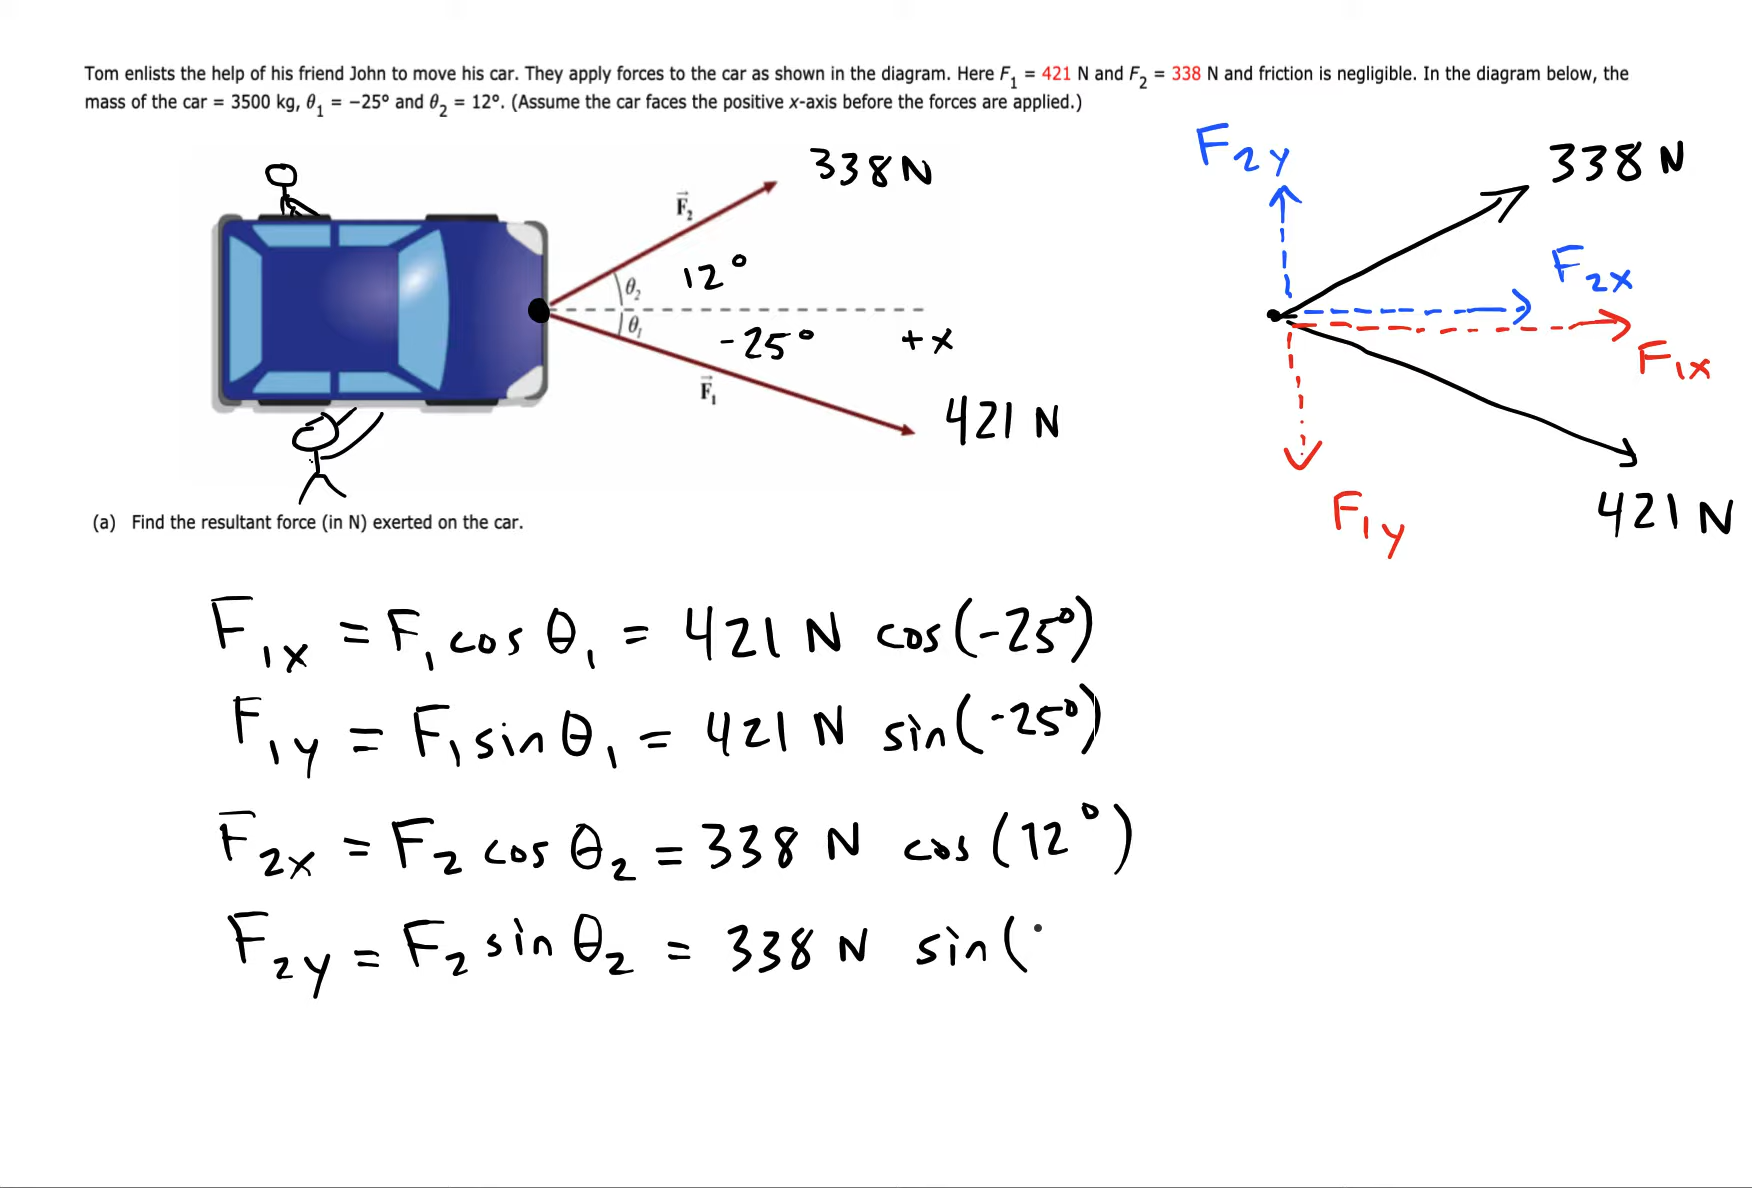 Tom enlists the help of his friend John to move his car. They apply forces to the car as shown in the diagram. Here F₁ = 421 N and F₂ = 338 N and friction is negligible. In the diagram below, the
mass of the car = 3500 kg, θ₁ = −25° and θ₂ = 12°. (Assume the car faces the positive x-axis before the forces are applied.)
338 N
F⃗₂
12°
θ₂
θ₁
-25°
+x
F⃗₁
421 N
F2y
338 N
F2x
F1x
F1y
421 N
(a) Find the resultant force (in N) exerted on the car.
F1x = F₁ cos θ₁ = 421 N cos(-25°)
F1y = F₁ sin θ₁ = 421 N sin(-25°)
F2x = F₂ cos θ₂ = 338 N cos(12°)
F2y = F₂ sin θ₂ = 338 N sin(